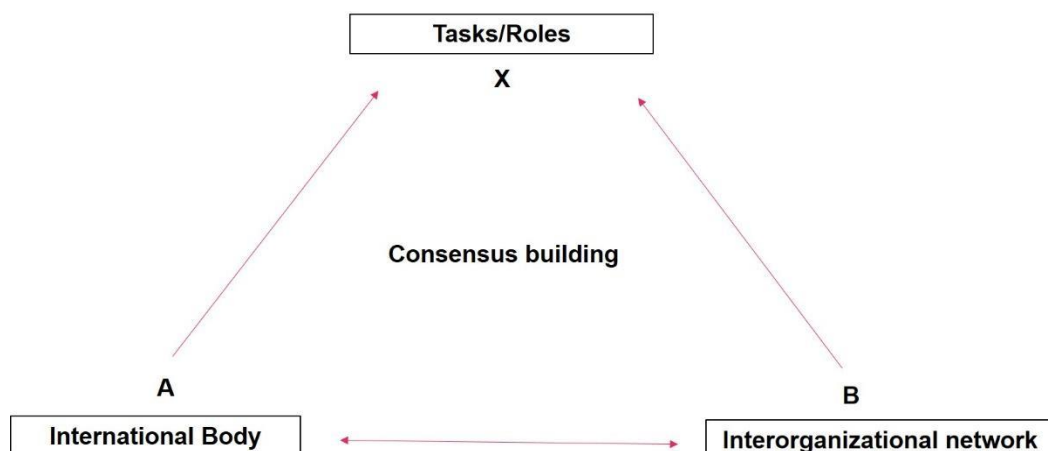 Tasks/Roles
X
Consensus building
A
B
International Body
Interorganizational network